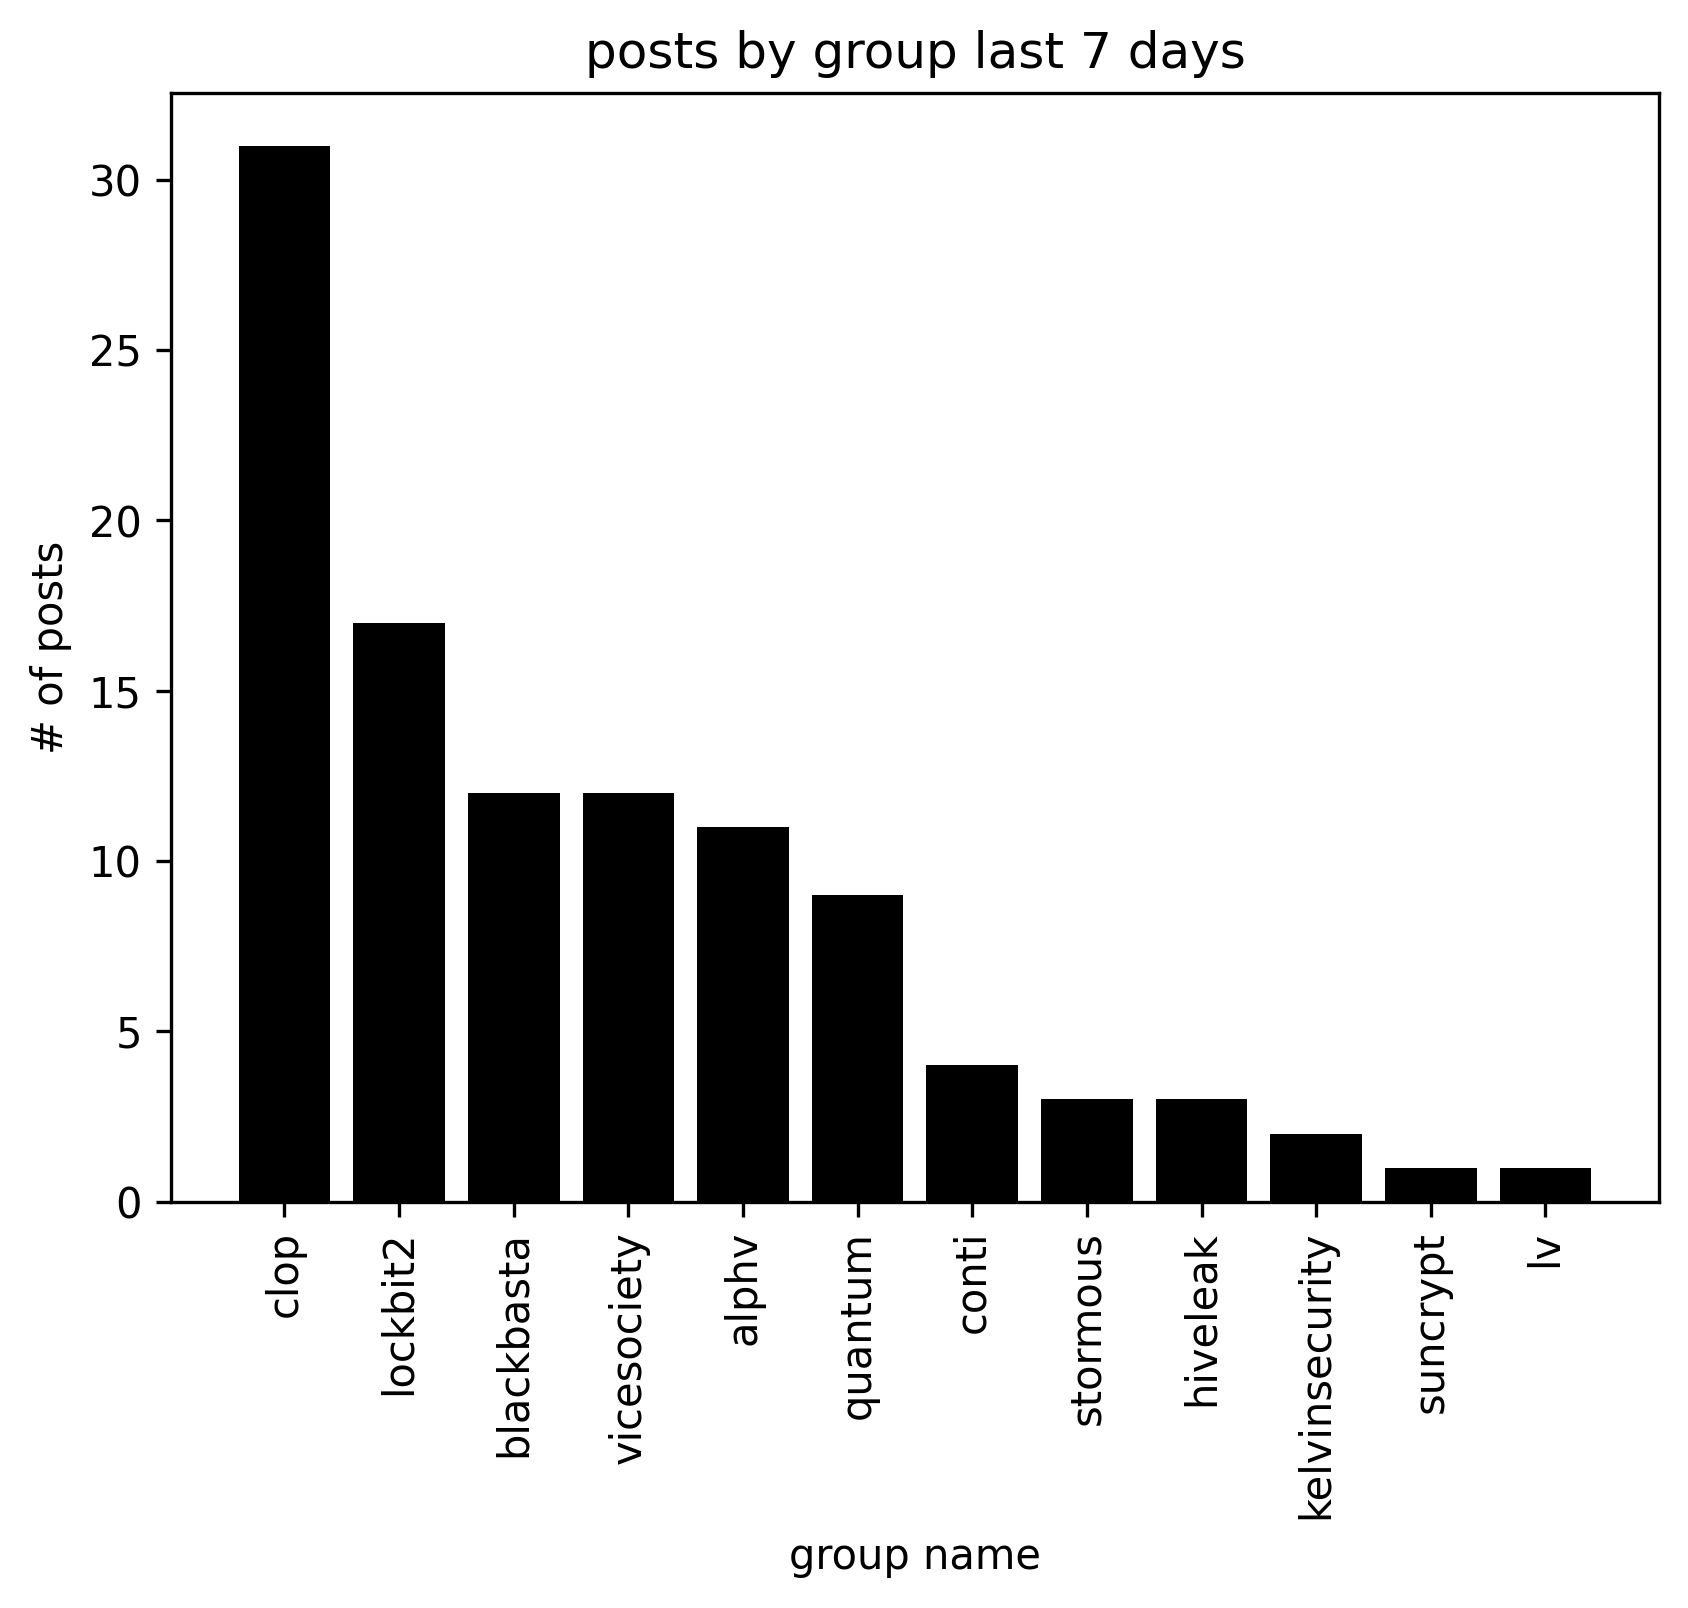 posts by group last 7 days
# of posts
30
25
20
15
10
5
0
clop
lockbit2
blackbasta
vicesociety
alphv
quantum
conti
stormous
hiveleak
kelvinsecurity
suncrypt
lv
group name